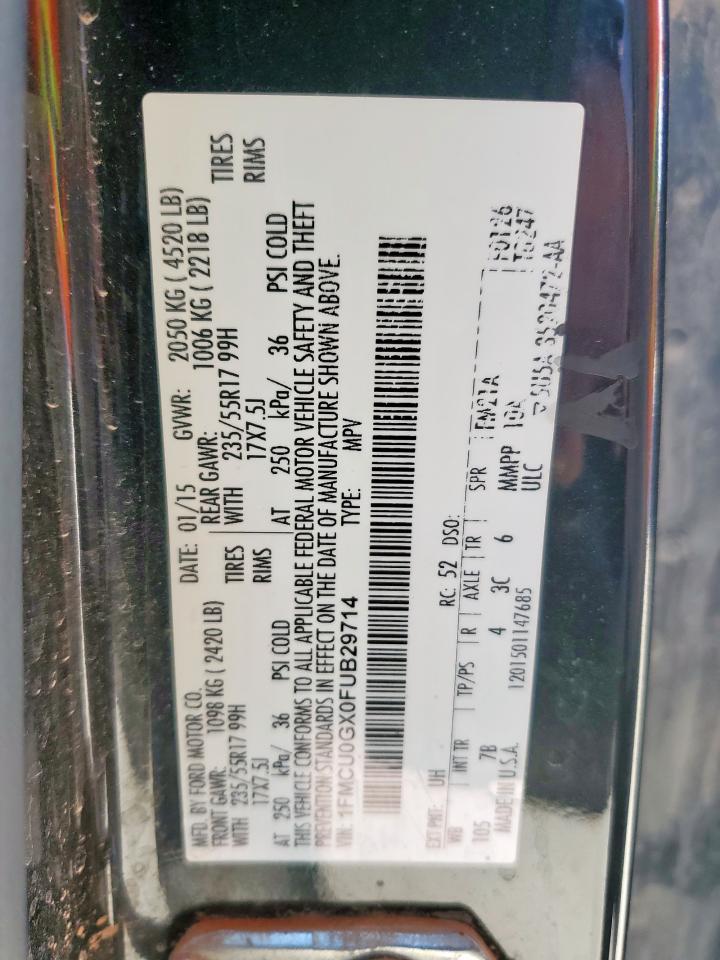 MFD. BY FORD MOTOR CO. DATE: 01/15 GVWR: 2050 KG ( 4520 LB)
FRONT GAWR: 1098 KG ( 2420 LB) REAR GAWR: 1006 KG ( 2218 LB)
WITH 235/55R17 99H TIRES WITH 235/55R17 99H TIRES
17X7.5J RIMS 17X7.5J RIMS
AT 250 kPa/ 36 PSI COLD AT 250 kPa/ 36 PSI COLD
THIS VEHICLE CONFORMS TO ALL APPLICABLE FEDERAL MOTOR VEHICLE SAFETY AND THEFT
PREVENTION STANDARDS IN EFFECT ON THE DATE OF MANUFACTURE SHOWN ABOVE.
VIN: 1FMCU0GX0FUB29714 TYPE: MPV
EXT PNT: UH RC: 52 DSO:
WB INT TR TP/PS R AXLE TR SPR
105 7B 4 3C 6 MMPP
MADE IN U.S.A. 1201501147685 ULC